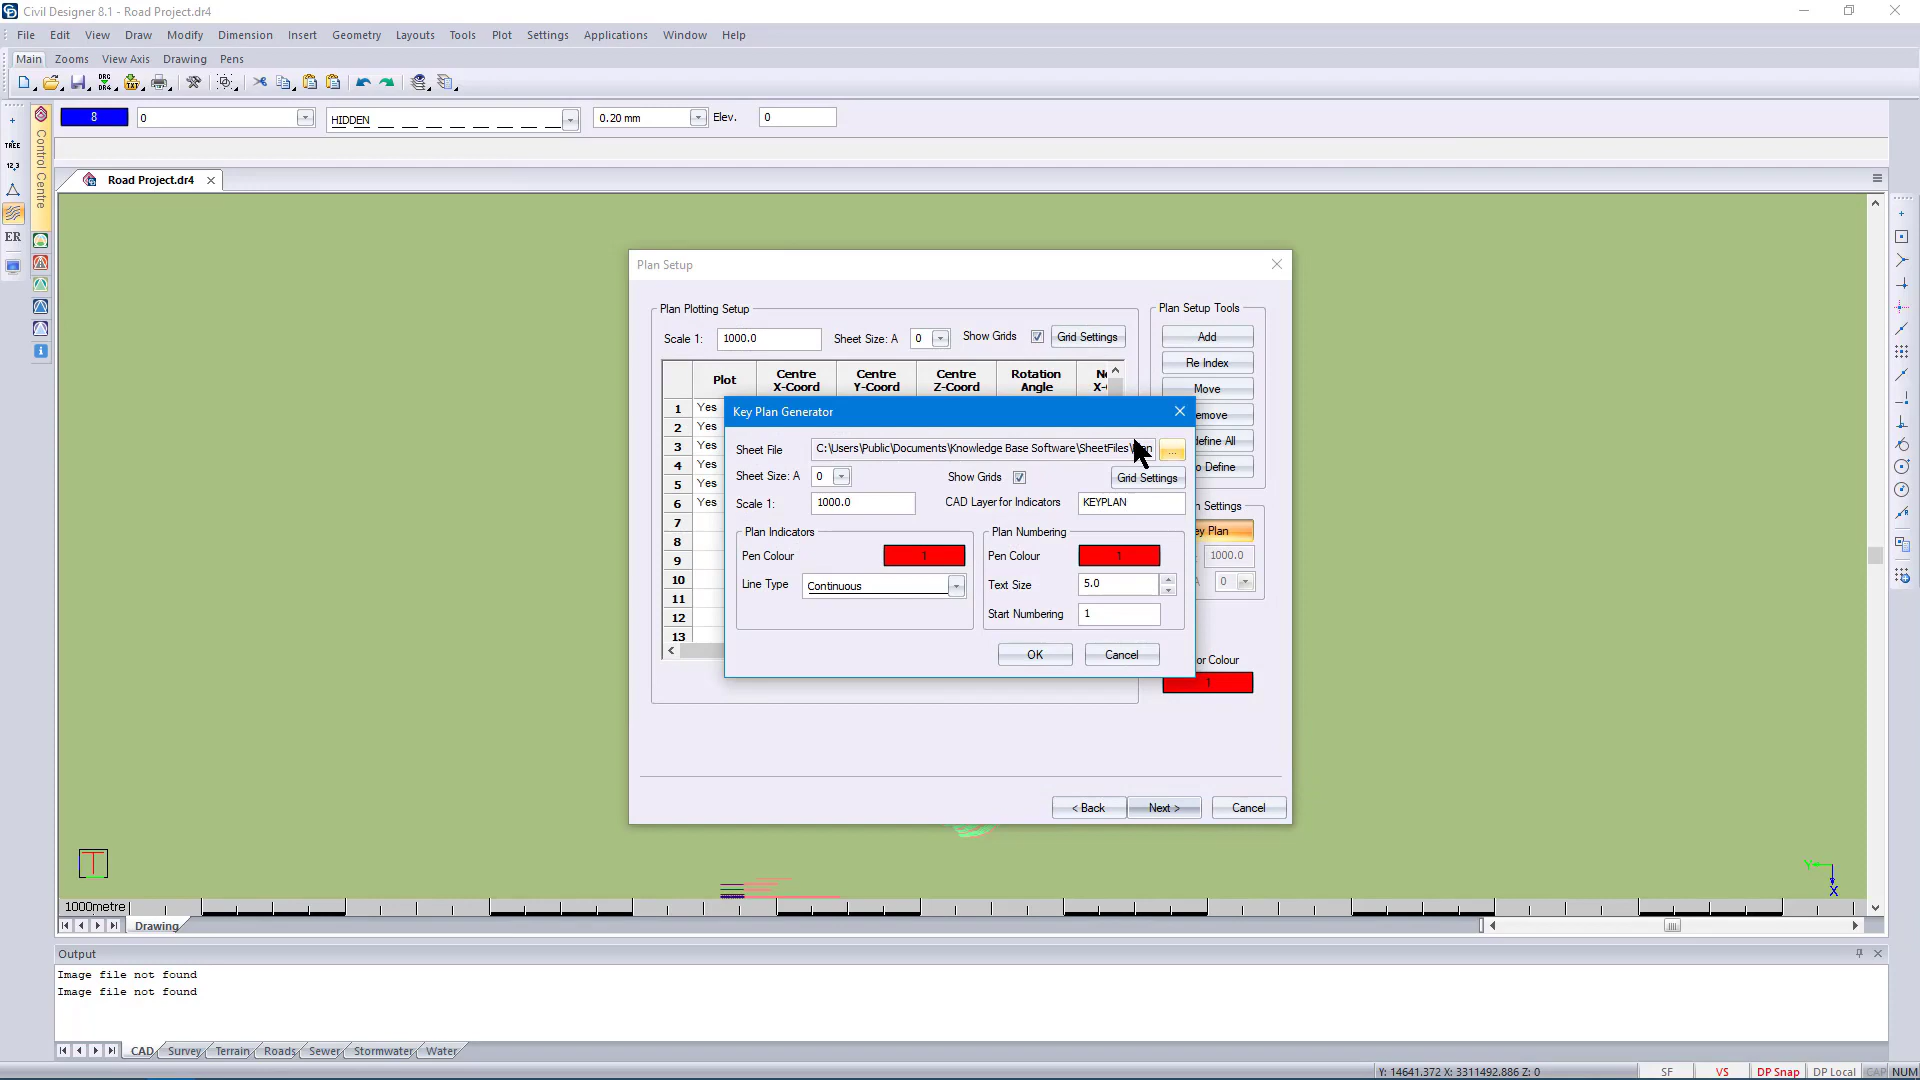 Civil Designer 8.1 - Road Project.dr4
File Edit View Draw Modify Dimension Insert Geometry Layouts Tools Plot Settings Applications Window Help
Main Zooms View Axis Drawing Pens
8 0 HIDDEN 0.20 mm Elev. 0
Control Centre
TREE
12.3
ER
Road Project.dr4
Plan Setup
Plan Plotting Setup
Scale 1: 1000.0 Sheet Size: A 0 Show Grids Grid Settings
Plot Centre X-Coord Centre Y-Coord Centre Z-Coord Rotation Angle
1 Yes
2 Yes
3 Yes
4 Yes
5 Yes
6 Yes
7
8
9
10
11
12
13
Plan Setup Tools
Add
Re Index
Move
emove
efine All
o Define
n Settings
ey Plan
1000.0
A 0
or Colour
1
< Back Next > Cancel
Key Plan Generator
Sheet File C:\Users\Public\Documents\Knowledge Base Software\SheetFiles\ ...
Sheet Size: A 0 Show Grids Grid Settings
Scale 1: 1000.0 CAD Layer for Indicators KEYPLAN
Plan Indicators
Pen Colour 1
Line Type Continuous
Plan Numbering
Pen Colour 1
Text Size 5.0
Start Numbering 1
OK Cancel
T
Y
X
1000metre
Drawing
Output
Image file not found
Image file not found
CAD Survey Terrain Roads Sewer Stormwater Water
Y: 14641.372 X: 3311492.886 Z: 0 SF VS DP Snap DP Local CAP NUM